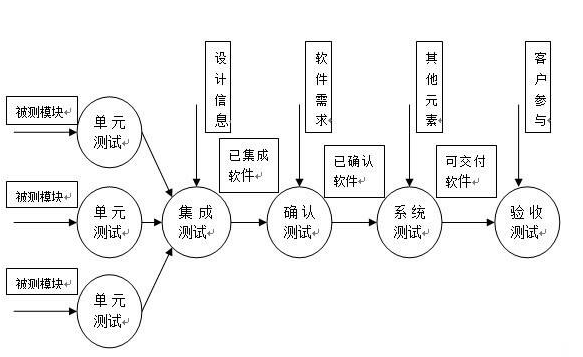 设计信息
软件需求
其他元素
客户参与
被测模块
单元
测试
已集成
软件
已确认
软件
可交付
软件
被测模块
单元
测试
集成
测试
确认
测试
系统
测试
验收
测试
被测模块
单元
测试